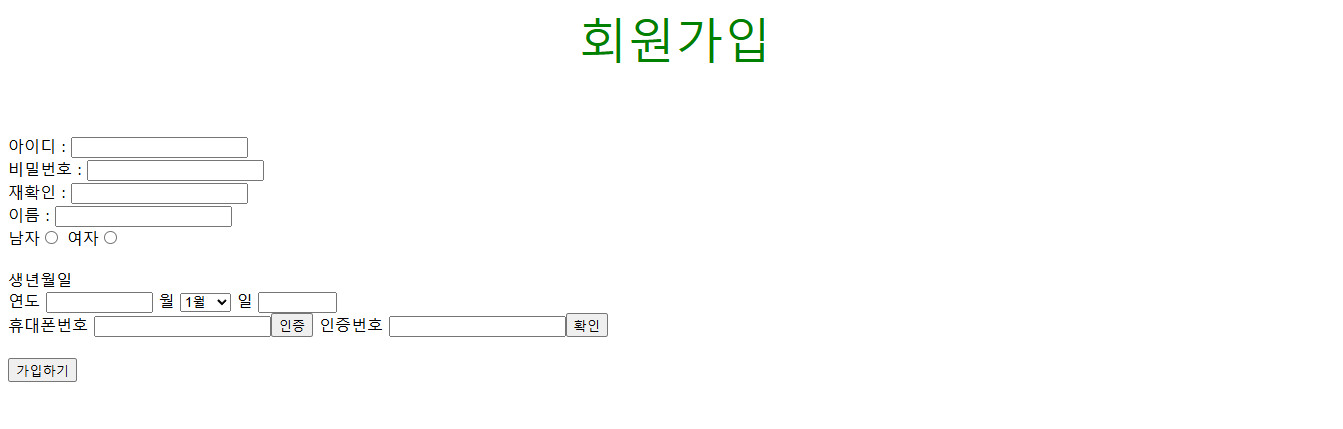 회원가입
아이디 :
비밀번호 :
재확인 :
이름 :
남자 여자
생년월일
연도 월 1월 일
휴대폰번호 인증 인증번호 확인
가입하기